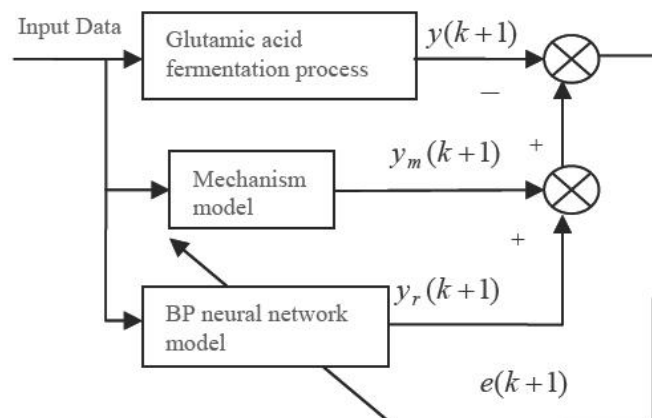 Input Data
Glutamic acid
fermentation process
y(k+1)
−
+
y_m(k+1)
Mechanism
model
+
y_r(k+1)
BP neural network
model
e(k+1)